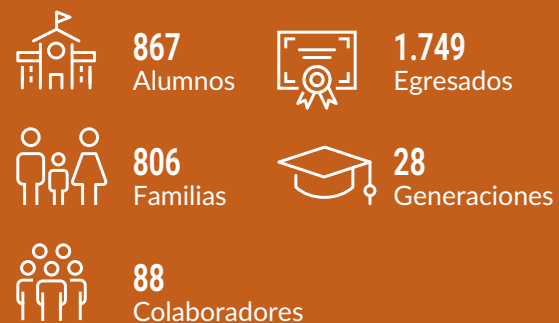 867
Alumnos
1.749
Egresados
806
Familias
28
Generaciones
88
Colaboradores